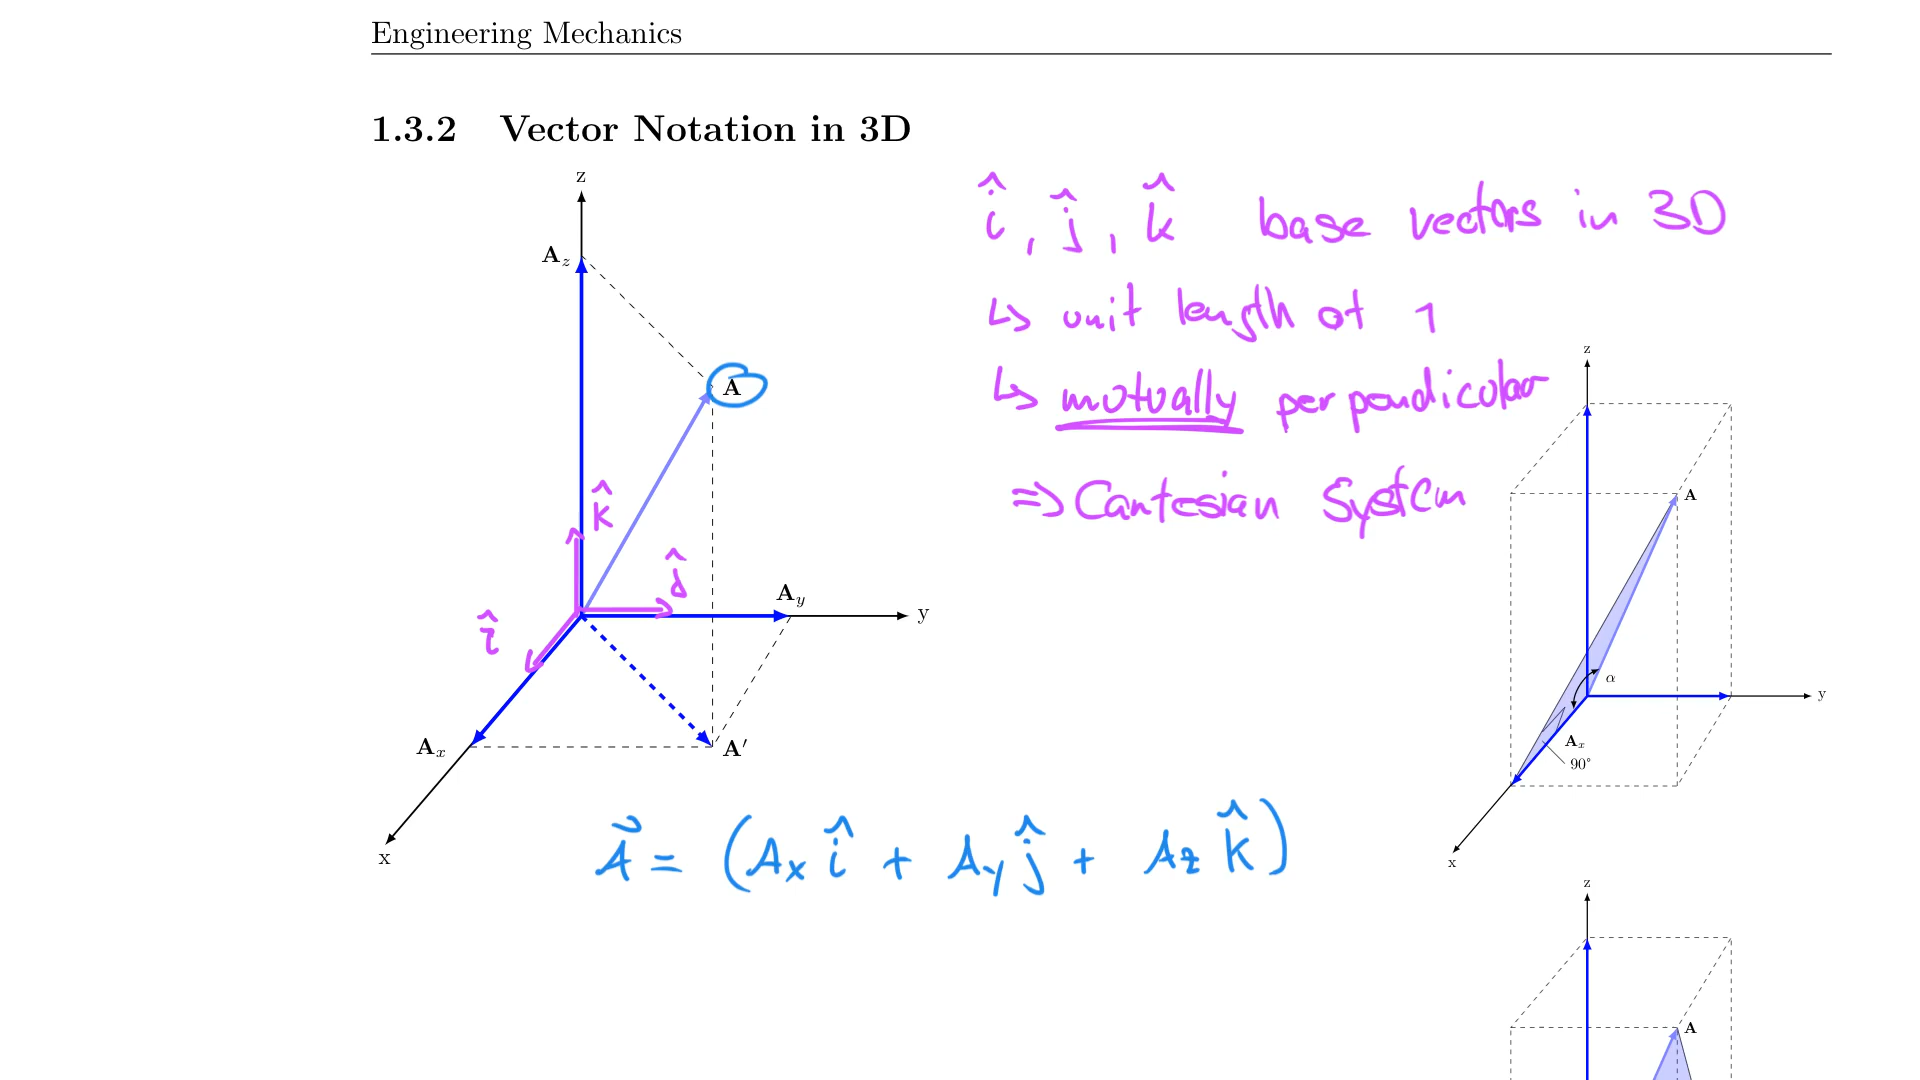 Engineering Mechanics
1.3.2 Vector Notation in 3D
z
A_z
A
k̂
ĵ
î
A_y
y
A_x
A′
x
î, ĵ, k̂ base vectors in 3D
↳ unit length of 1
↳ mutually perpendicular
⇒ Cartesian System
A⃗ = (A_x î + A_y ĵ + A_z k̂)
z
A
α
y
A_x
90°
x
z
A